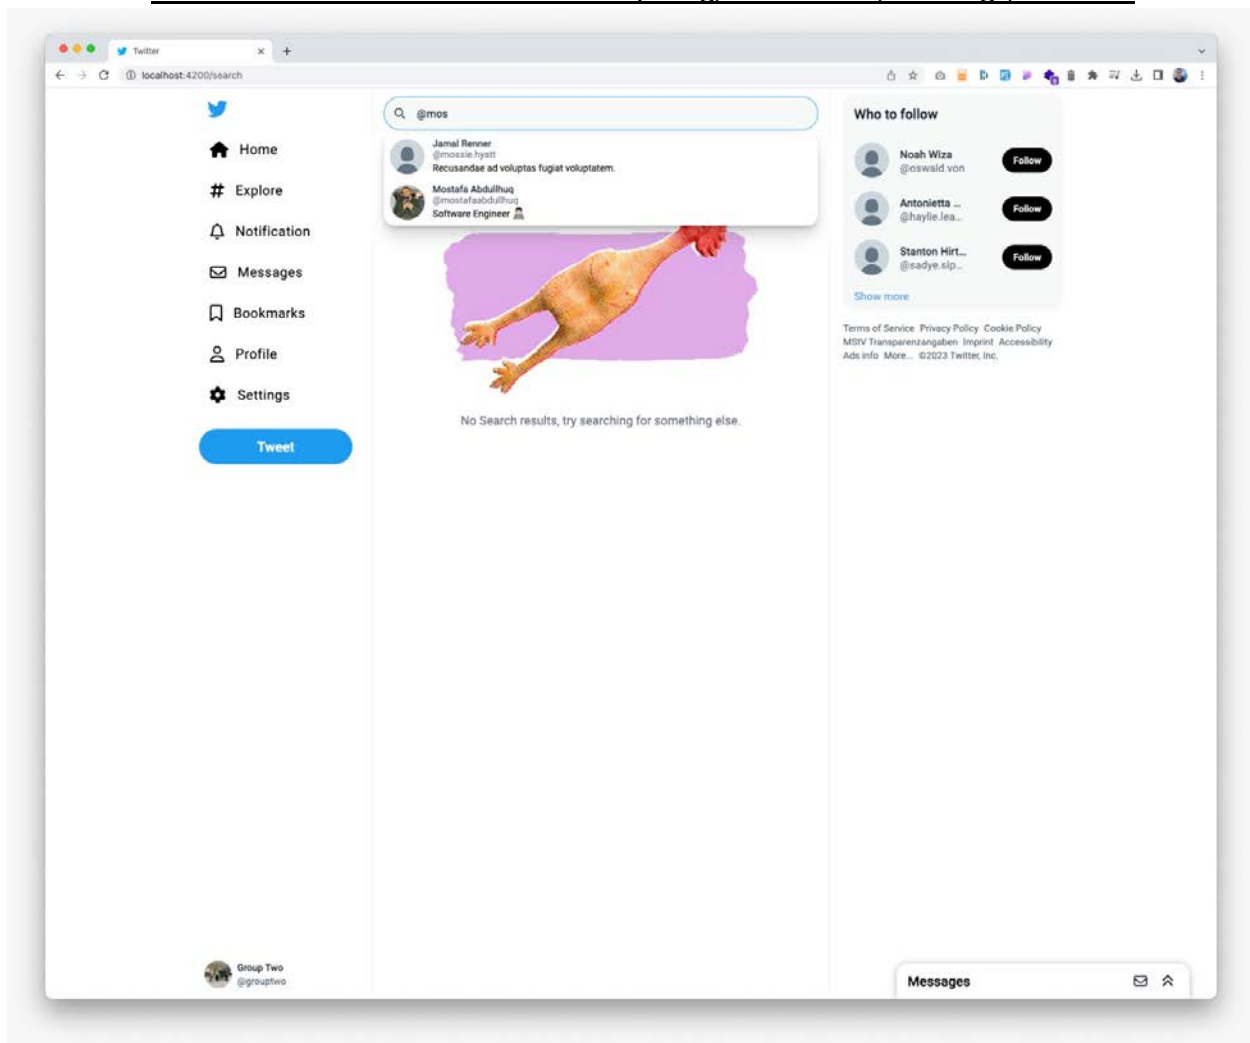 Twitter
localhost:4200/search
@mos
Jamal Renner
@mossie.hyatt
Recusandae ad voluptas fugiat voluptatem.
Mostafa Abdullhuq
@mostafaabdullhuq
Software Engineer
Home
Explore
Notification
Messages
Bookmarks
Profile
Settings
Tweet
No Search results, try searching for something else.
Who to follow
Noah Wiza
@oswald.von
Follow
Antonietta ...
@haylie.lea...
Follow
Stanton Hirt...
@sadye.sip...
Follow
Show more
Terms of Service Privacy Policy Cookie Policy
MStV Transparenzangaben Imprint Accessibility
Ads info More... ©2023 Twitter, Inc.
Group Two
@grouptwo
Messages